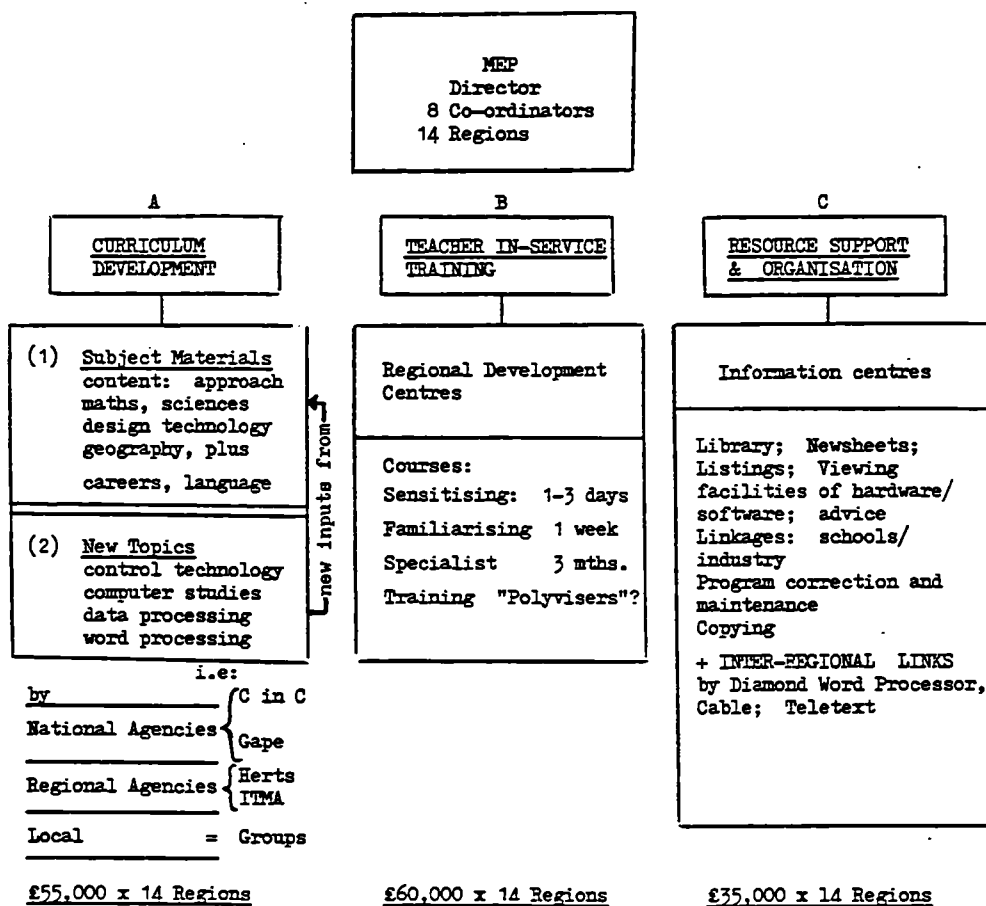 MEP
Director
8 Co-ordinators
14 Regions
A
CURRICULUM
DEVELOPMENT
(1) Subject Materials
content: approach
maths, sciences
design technology
geography, plus
careers, language
(2) New Topics
control technology
computer studies
data processing
word processing
new inputs from
i.e:
by
C in C
National Agencies
Gape
Regional Agencies
Herts
ITMA
Local = Groups
£55,000 x 14 Regions
B
TEACHER IN-SERVICE
TRAINING
Regional Development
Centres
Courses:
Sensitising: 1-3 days
Familiarising 1 week
Specialist 3 mths.
Training "Polyvisers"?
£60,000 x 14 Regions
C
RESOURCE SUPPORT
& ORGANISATION
Information centres
Library; Newsheets;
Listings; Viewing
facilities of hardware/
software; advice
Linkages: schools/
industry
Program correction and
maintenance
Copying
+ INTER-REGIONAL LINKS
by Diamond Word Processor,
Cable; Teletext
£35,000 x 14 Regions